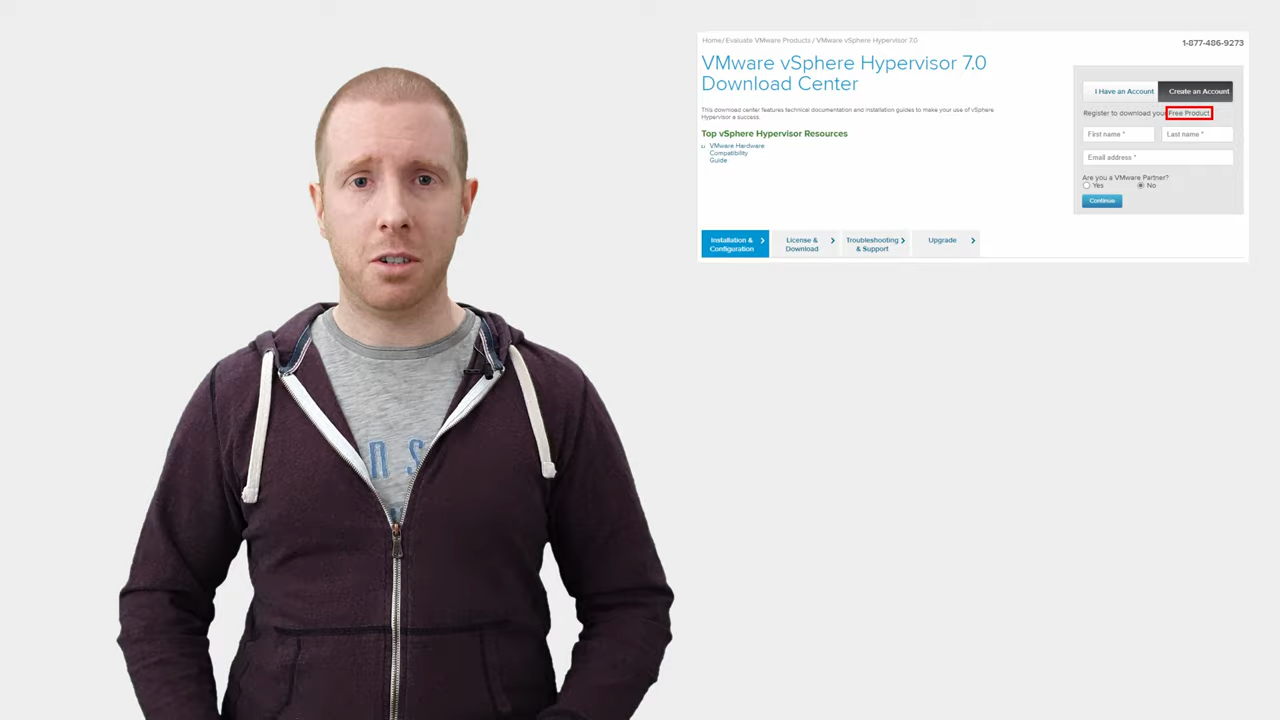 Home/ Evaluate VMware Products / VMware vSphere Hypervisor 7.0
1-877-486-9273
VMware vSphere Hypervisor 7.0
Download Center
This download center features technical documentation and installation guides to make your use of vSphere
Hypervisor a success.
Top vSphere Hypervisor Resources
VMware Hardware
Compatibility
Guide
I Have an Account
Create an Account
Register to download your Free Product
First name *
Last name *
Email address *
Are you a VMware Partner?
Yes
No
Continue
Installation &
Configuration
License &
Download
Troubleshooting
& Support
Upgrade
n s